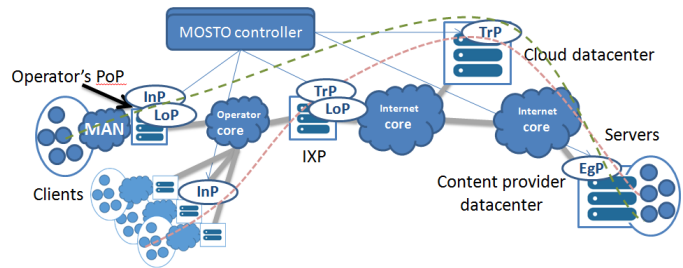 MOSTO controller
TrP
Cloud datacenter
Operator's PoP
InP
LoP
MAN
Operator
core
TrP
LoP
IXP
Internet
core
Internet
core
Servers
Clients
InP
EgP
Content provider
datacenter